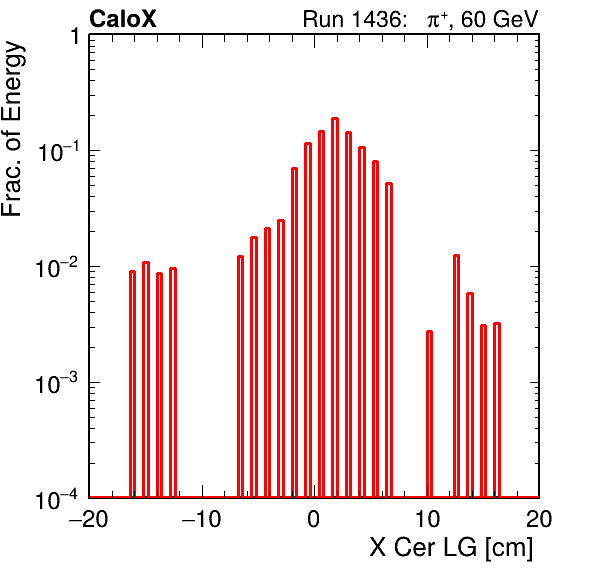 CaloX Run 1436: π⁺, 60 GeV
Frac. of Energy
1
10⁻¹
10⁻²
10⁻³
10⁻⁴
−20 −10 0 10 20
X Cer LG [cm]